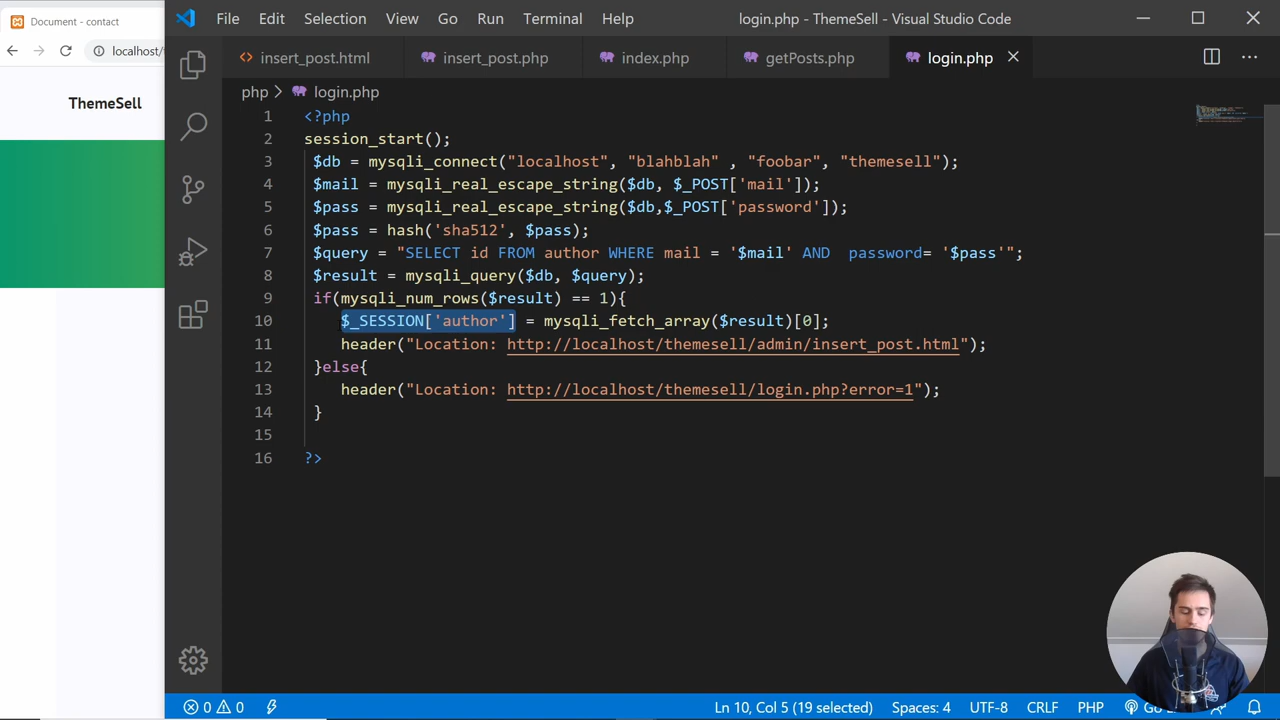 Document - contact
File Edit Selection View Go Run Terminal Help login.php - ThemeSell - Visual Studio Code
localhost/
insert_post.html insert_post.php index.php getPosts.php login.php
php > login.php
ThemeSell
1 <?php
2 session_start();
3 $db = mysqli_connect("localhost", "blahblah" , "foobar", "themesell");
4 $mail = mysqli_real_escape_string($db, $_POST['mail']);
5 $pass = mysqli_real_escape_string($db,$_POST['password']);
6 $pass = hash('sha512', $pass);
7 $query = "SELECT id FROM author WHERE mail = '$mail' AND  password= '$pass'";
8 $result = mysqli_query($db, $query);
9 if(mysqli_num_rows($result) == 1){
10 $_SESSION['author'] = mysqli_fetch_array($result)[0];
11 header("Location: http://localhost/themesell/admin/insert_post.html");
12 }else{
13 header("Location: http://localhost/themesell/login.php?error=1");
14 }
15
16 ?>
0 0 Ln 10, Col 5 (19 selected) Spaces: 4 UTF-8 CRLF PHP